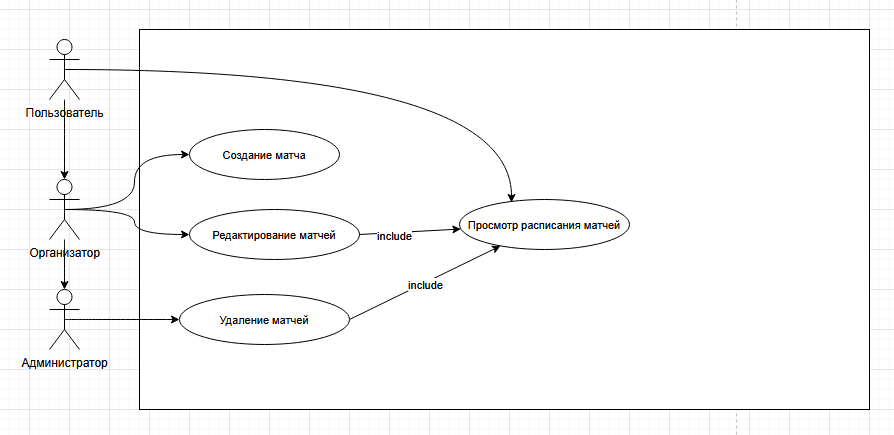 Пользователь
Создание матча
Организатор
Редактирование матчей
include
Просмотр расписания матчей
include
Администратор
Удаление матчей